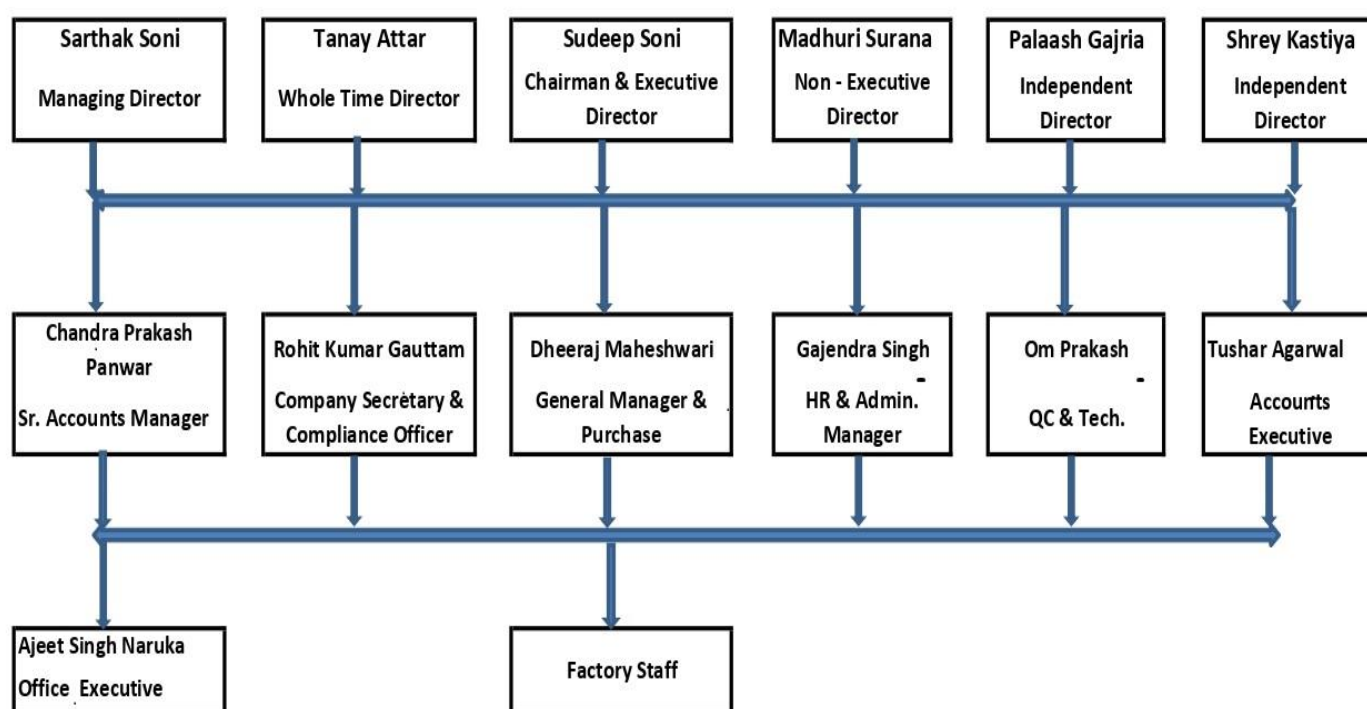 Sarthak Soni
Managing Director
Tanay Attar
Whole Time Director
Sudeep Soni
Chairman & Executive
Director
Madhuri Surana
Non - Executive
Director
Palaash Gajria
Independent
Director
Shrey Kastiya
Independent
Director
Chandra Prakash
Panwar
Sr. Accounts Manager
Rohit Kumar Gauttam
Company Secretary &
Compliance Officer
Dheeraj Maheshwari
General Manager &
Purchase
Gajendra Singh
HR & Admin.
Manager
Om Prakash
QC & Tech.
Tushar Agarwal
Accounts
Executive
Ajeet Singh Naruka
Office Executive
Factory Staff